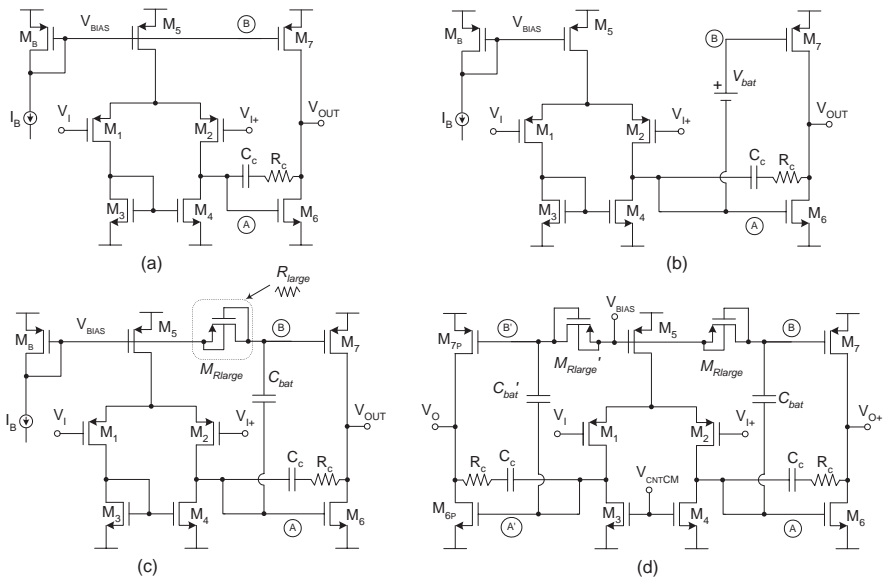 V_BIAS M_5 B
M_B M_7
I_B V_I M_1 M_2 V_I+ V_OUT
C_c R_c
M_3 M_4 A M_6
(a)
V_BIAS M_5 B
M_B M_7
V_bat +
I_B V_I M_1 M_2 V_I+ V_OUT
C_c R_c
M_3 M_4 A M_6
(b)
R_large
V_BIAS M_5 B
M_B M_Rlarge M_7
C_bat
I_B V_I M_1 M_2 V_I+ V_OUT
C_c R_c
M_3 M_4 A M_6
(c)
B' V_BIAS M_5 B
M_7P M_Rlarge' M_Rlarge M_7
C_bat' C_bat
V_O V_I M_1 M_2 V_I+ V_O+
R_c C_c V_CNTCM C_c R_c
M_6P A' M_3 M_4 A M_6
(d)